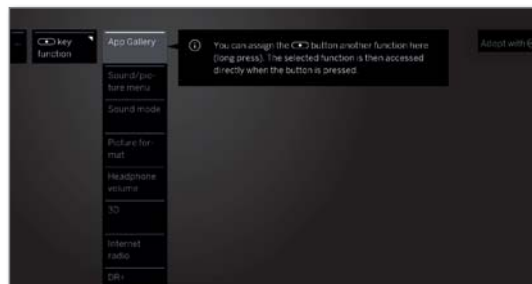 key
function
App Gallery
You can assign the button another function here
(long press). The selected function is then accessed
directly when the button is pressed.
Adopt with
Sound/pic-
ture menu
Sound mode
Picture for-
mat
Headphone
volume
3D
Internet
radio
DR+